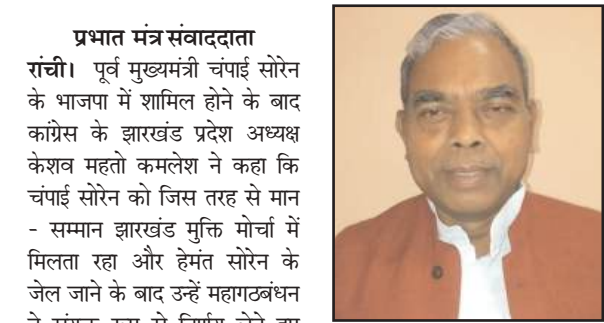 प्रभात मंत्र संवाददाता
रांची। पूर्व मुख्यमंत्री चंपाई सोरेन
के भाजपा में शामिल होने के बाद
कांग्रेस के झारखंड प्रदेश अध्यक्ष
केशव महतो कमलेश ने कहा कि
चंपाई सोरेन को जिस तरह से मान
- सम्मान झारखंड मुक्ति मोर्चा में
मिलता रहा और हेमंत सोरेन के
जेल जाने के बाद उन्हें महागठबंधन